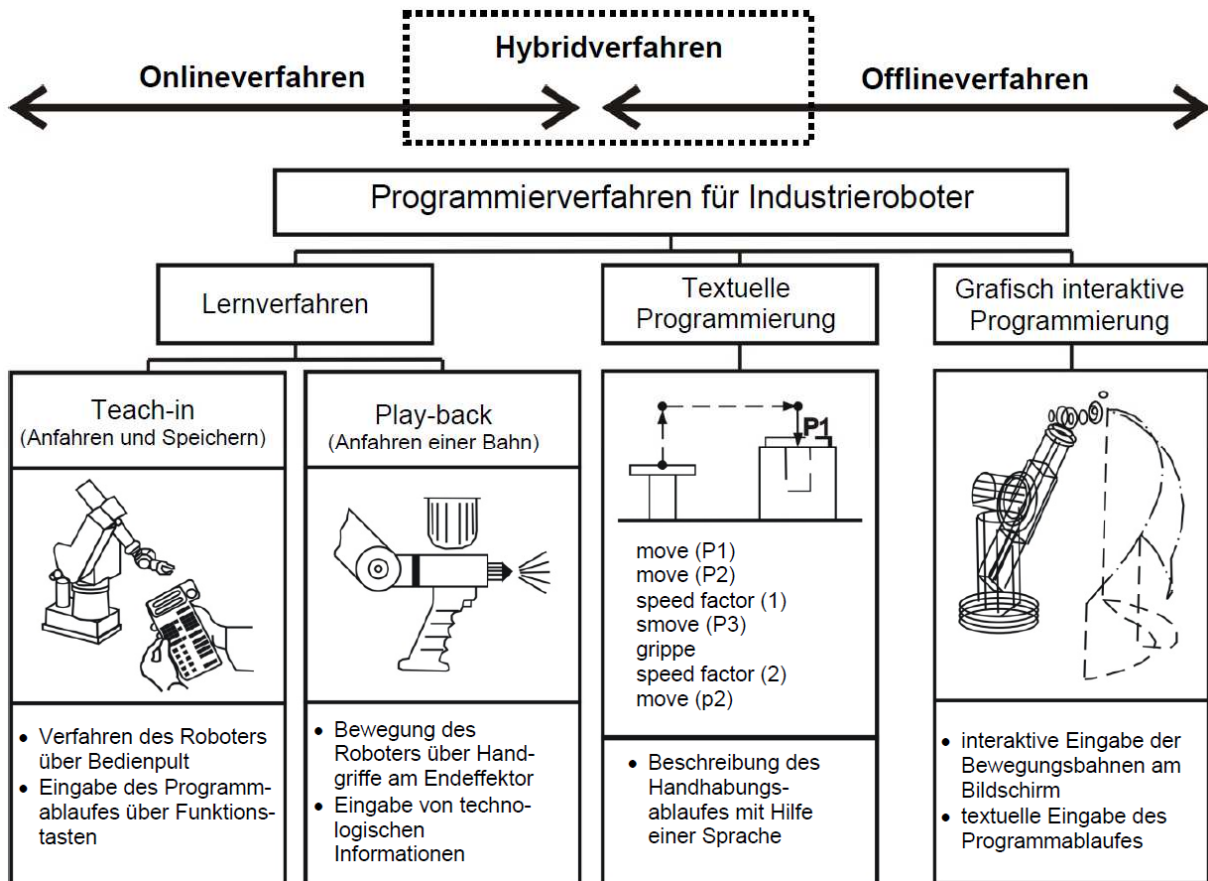 Hybridverfahren
Onlineverfahren
Offlineverfahren
Programmierverfahren für Industrieroboter
Lernverfahren
Textuelle
Programmierung
Grafisch interaktive
Programmierung
Teach-in
(Anfahren und Speichern)
Play-back
(Anfahren einer Bahn)
P1
move (P1)
move (P2)
speed factor (1)
smove (P3)
grippe
speed factor (2)
move (p2)
• Verfahren des Roboters
über Bedienpult
• Eingabe des Programm-
ablaufes über Funktions-
tasten
• Bewegung des
Roboters über Hand-
griffe am Endeffektor
• Eingabe von techno-
logischen
Informationen
• Beschreibung des
Handhabungs-
ablaufes mit Hilfe
einer Sprache
• interaktive Eingabe der
Bewegungsbahnen am
Bildschirm
• textuelle Eingabe des
Programmablaufes